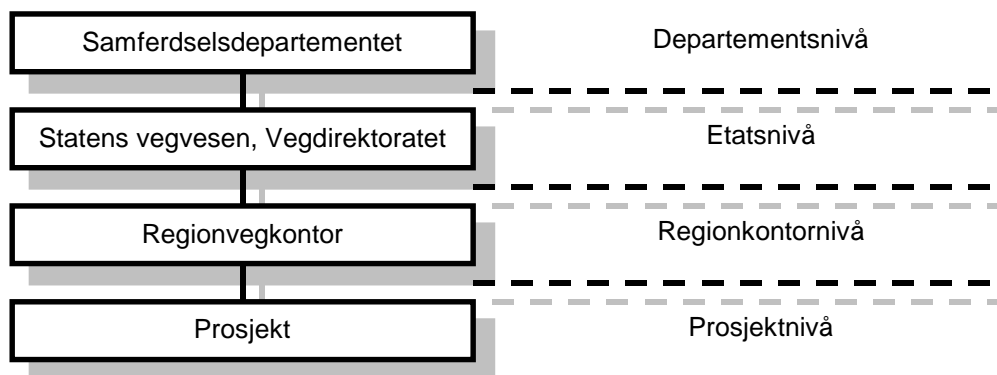 Samferdselsdepartementet
Departementsnivå
Statens vegvesen, Vegdirektoratet
Etatsnivå
Regionvegkontor
Regionkontornivå
Prosjekt
Prosjektnivå